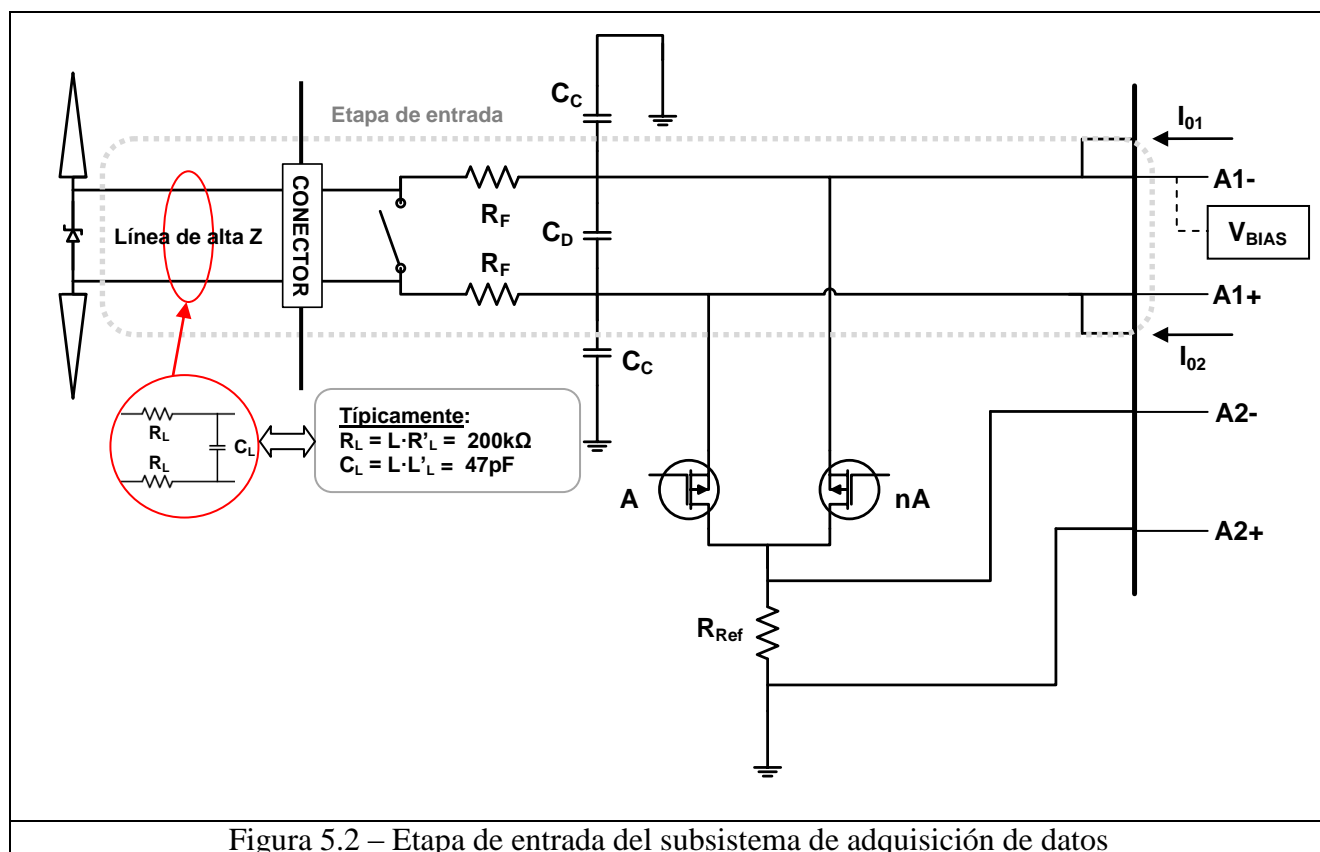 Etapa de entrada
C_C
I_01
A1-
V_BIAS
R_F
CONECTOR
Línea de alta Z
C_D
R_F
A1+
C_C
I_02
A2-
R_L
C_L
R_L
Típicamente:
R_L = L·R'_L = 200kΩ
C_L = L·L'_L = 47pF
A
nA
A2+
R_Ref
Figura 5.2 – Etapa de entrada del subsistema de adquisición de datos